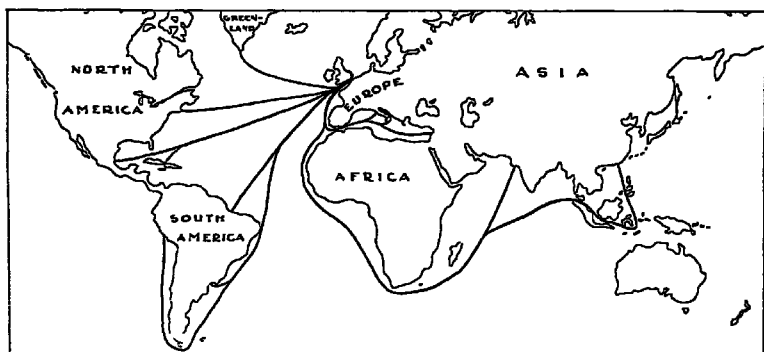 GREEN-
LAND
NORTH
AMERICA
EUROPE
ASIA
AFRICA
SOUTH
AMERICA